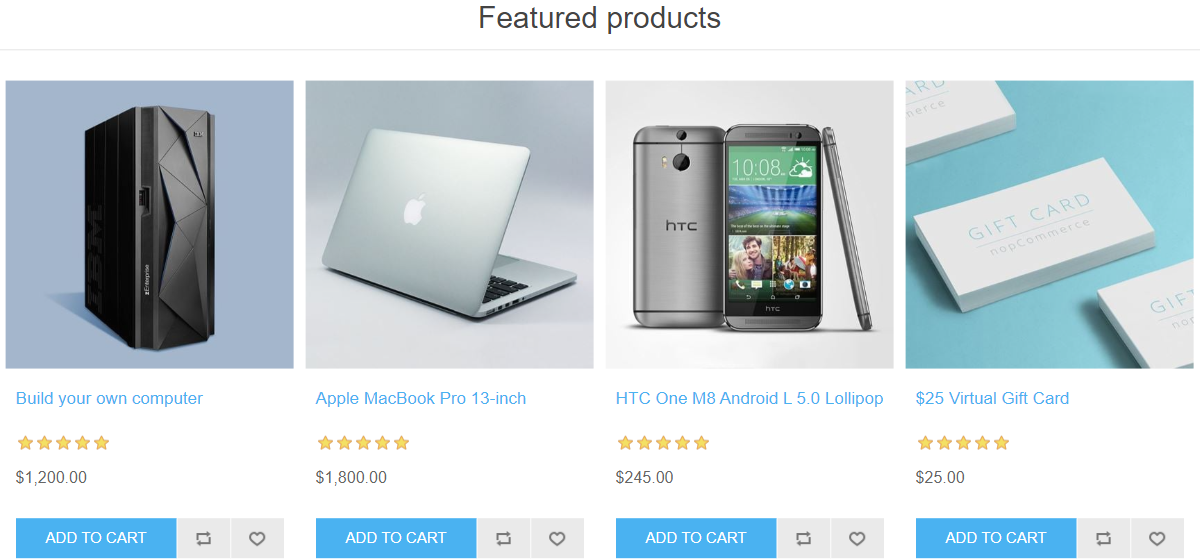 Featured products
IBM
Enterprise
10:08
hTC
hTC
GIFT CARD
nopCommerce
Build your own computer
Apple MacBook Pro 13-inch
HTC One M8 Android L 5.0 Lollipop
$25 Virtual Gift Card
$1,200.00
$1,800.00
$245.00
$25.00
ADD TO CART
ADD TO CART
ADD TO CART
ADD TO CART